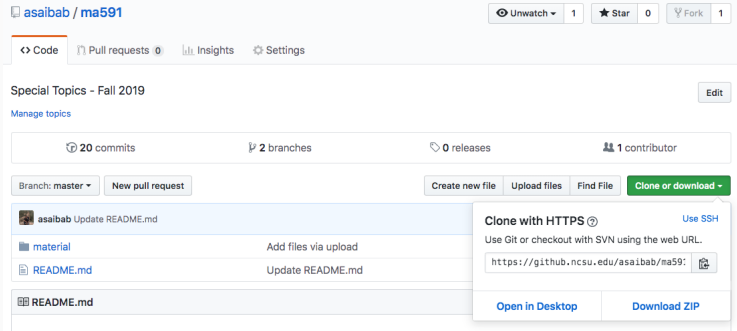 asaibab / ma591
Unwatch 1 Star 0 Fork 1
Code Pull requests 0 Insights Settings
Special Topics - Fall 2019
Edit
Manage topics
20 commits 2 branches 0 releases 1 contributor
Branch: master New pull request Create new file Upload files Find File Clone or download
asaibab Update README.md
material Add files via upload
README.md Update README.md
README.md
Clone with HTTPS ? Use SSH
Use Git or checkout with SVN using the web URL.
https://github.ncsu.edu/asaibab/ma591
Open in Desktop Download ZIP